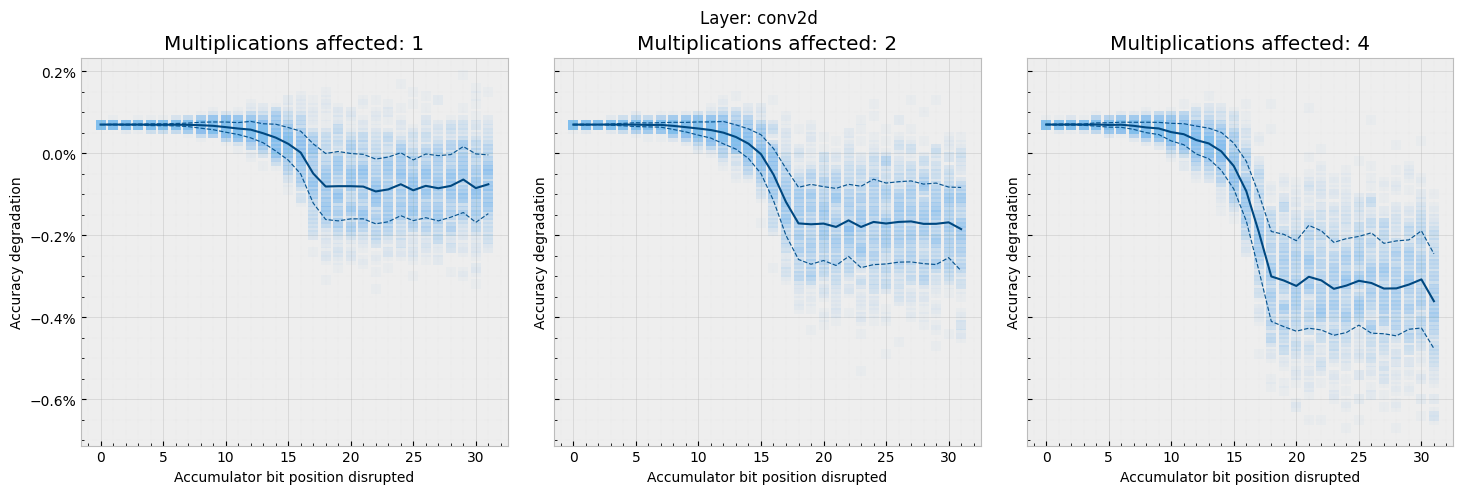 Layer: conv2d
Multiplications affected: 1
Multiplications affected: 2
Multiplications affected: 4
Accuracy degradation
0.2%
0.0%
−0.2%
−0.4%
−0.6%
0 5 10 15 20 25 30
Accumulator bit position disrupted
Accuracy degradation
0 5 10 15 20 25 30
Accumulator bit position disrupted
Accuracy degradation
0 5 10 15 20 25 30
Accumulator bit position disrupted